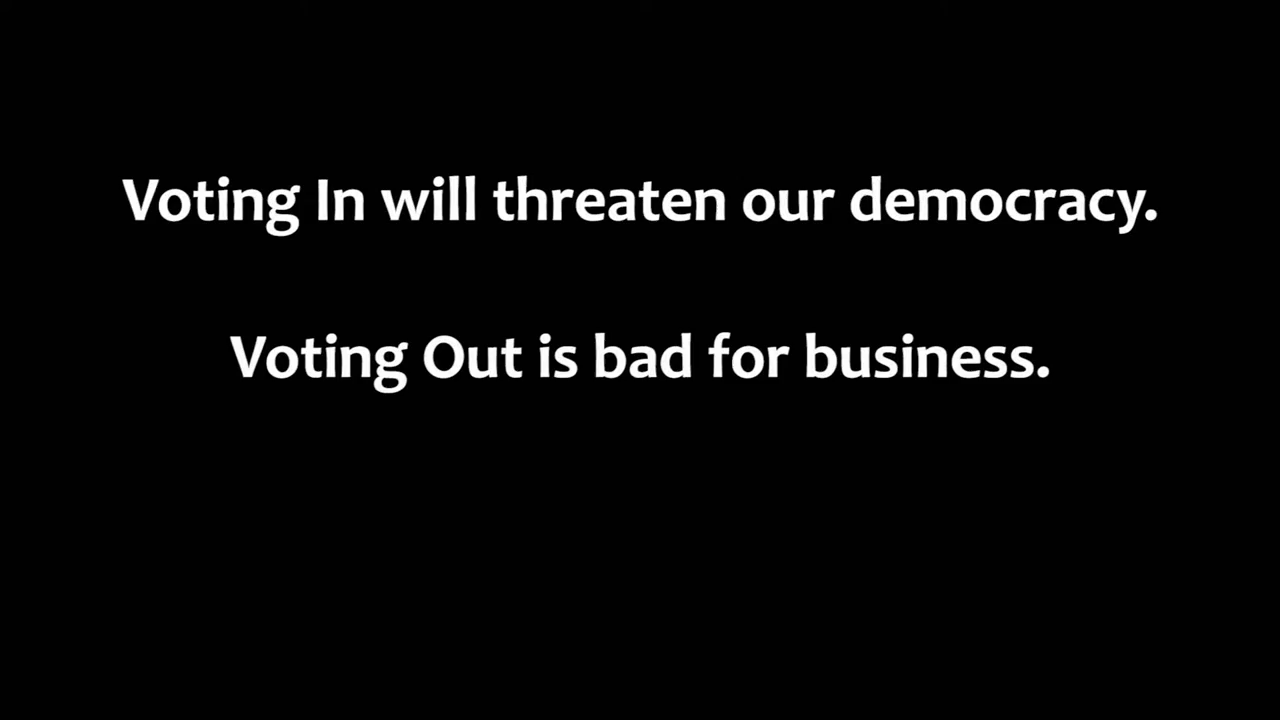 Voting In will threaten our democracy.
Voting Out is bad for business.